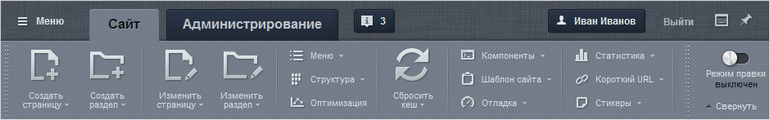 Меню
Сайт
Администрирование
3
Иван Иванов
Выйти
Создать
страницу
Создать
раздел
Изменить
страницу
Изменить
раздел
Меню
Структура
Оптимизация
Сбросить
кеш
Компоненты
Шаблон сайта
Отладка
Статистика
Короткий URL
Стикеры
Режим правки
выключен
Свернуть